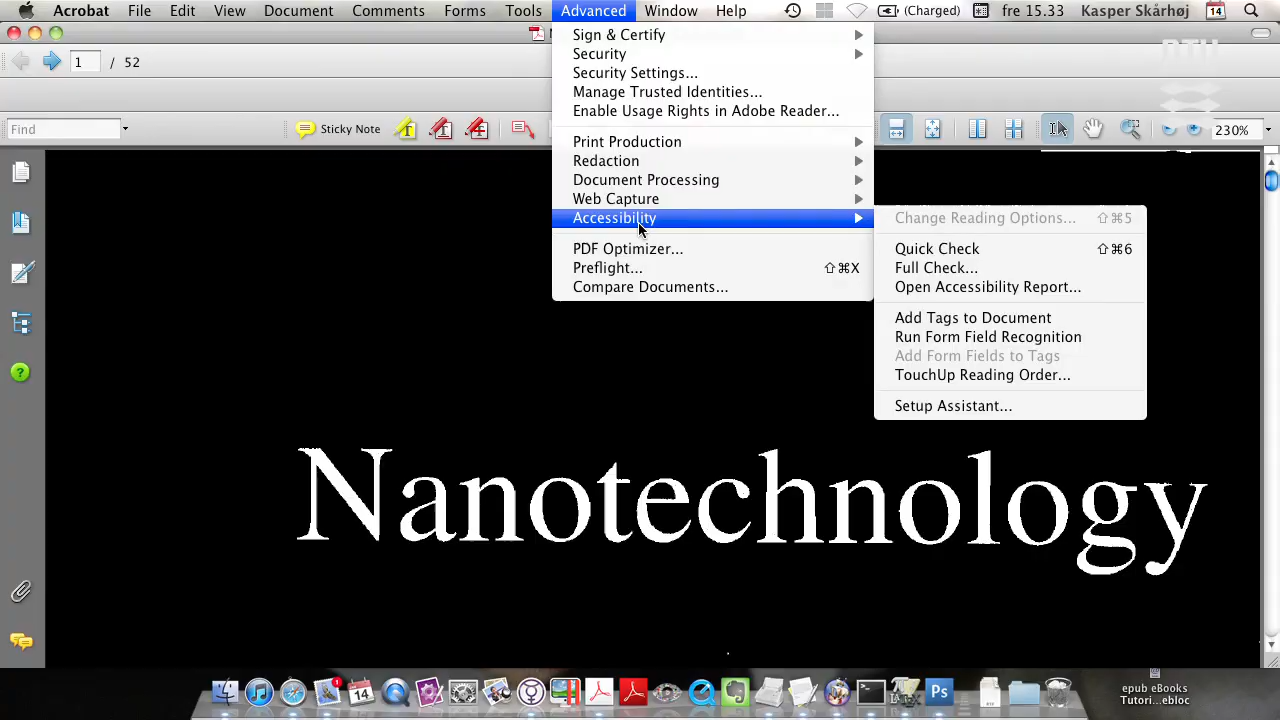 Acrobat File Edit View Document Comments Forms Tools Advanced Window Help (Charged) fre 15.33 Kasper Skårhøj 14
1 / 52
Find Sticky Note 230%
Sign & Certify
Security
Security Settings...
Manage Trusted Identities...
Enable Usage Rights in Adobe Reader...
Print Production
Redaction
Document Processing
Web Capture
Accessibility
PDF Optimizer...
Preflight... ⇧⌘X
Compare Documents...
Change Reading Options... ⇧⌘5
Quick Check ⇧⌘6
Full Check...
Open Accessibility Report...
Add Tags to Document
Run Form Field Recognition
Add Form Fields to Tags
TouchUp Reading Order...
Setup Assistant...
Nanotechnology
14
Ps
epub eBooks
Tutori...ebloc